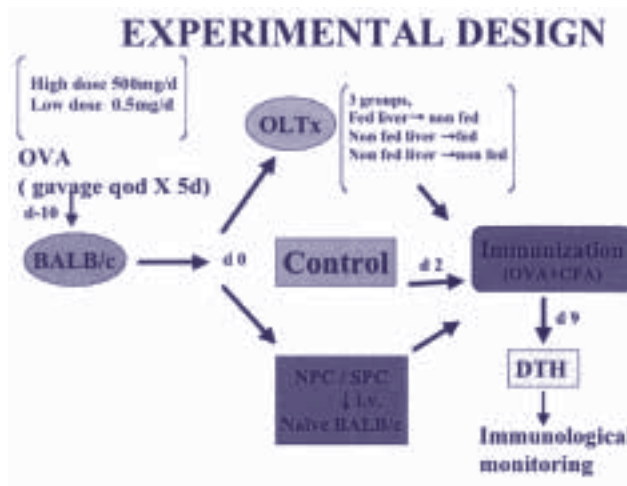 EXPERIMENTAL DESIGN
High dose 500mg/d
Low dose 0.5mg/d
OVA
( gavage qod X 5d)
d-10
BALB/c
OLTx
3 groups,
Fed liver→ non fed
Non fed liver →fed
Non fed liver →non fed
d 0
Control
d 2
Immunization
(OVA+CFA)
d 9
NPC / SPC
↓ i.v.
Naive BALB/c
DTH
Immunological
monitoring